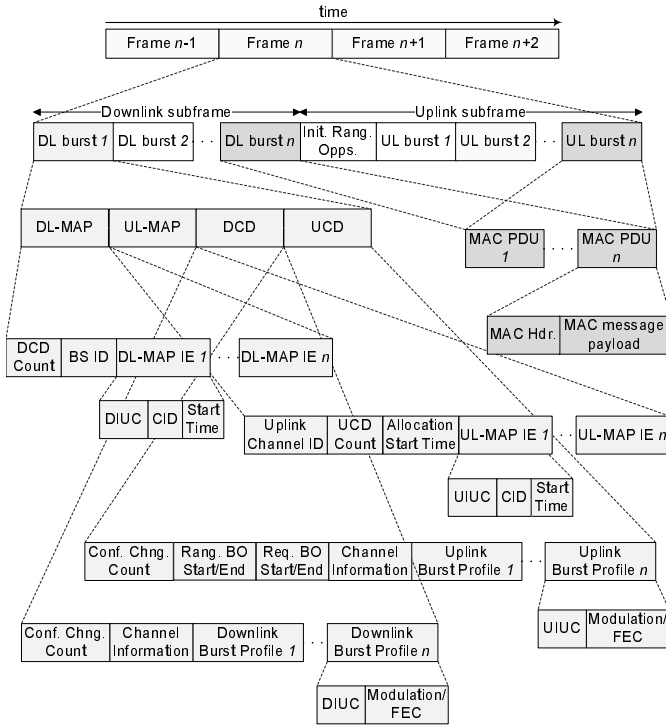 time
Frame n-1 Frame n Frame n+1 Frame n+2
Downlink subframe Uplink subframe
DL burst 1 DL burst 2 · · · DL burst n Init. Rang. Opps. UL burst 1 UL burst 2 · · · UL burst n
DL-MAP UL-MAP DCD UCD
MAC PDU 1 · · · · MAC PDU n
MAC Hdr. MAC message payload
DCD Count BS ID DL-MAP IE 1 · · · DL-MAP IE n
DIUC CID Start Time
Uplink Channel ID UCD Count Allocation Start Time UL-MAP IE 1 · · UL-MAP IE n
UIUC CID Start Time
Conf. Chng. Count Rang. BO Start/End Req. BO Start/End Channel Information Uplink Burst Profile 1 · · · Uplink Burst Profile n
UIUC Modulation/ FEC
Conf. Chng. Count Channel Information Downlink Burst Profile 1 · · Downlink Burst Profile n
DIUC Modulation/ FEC